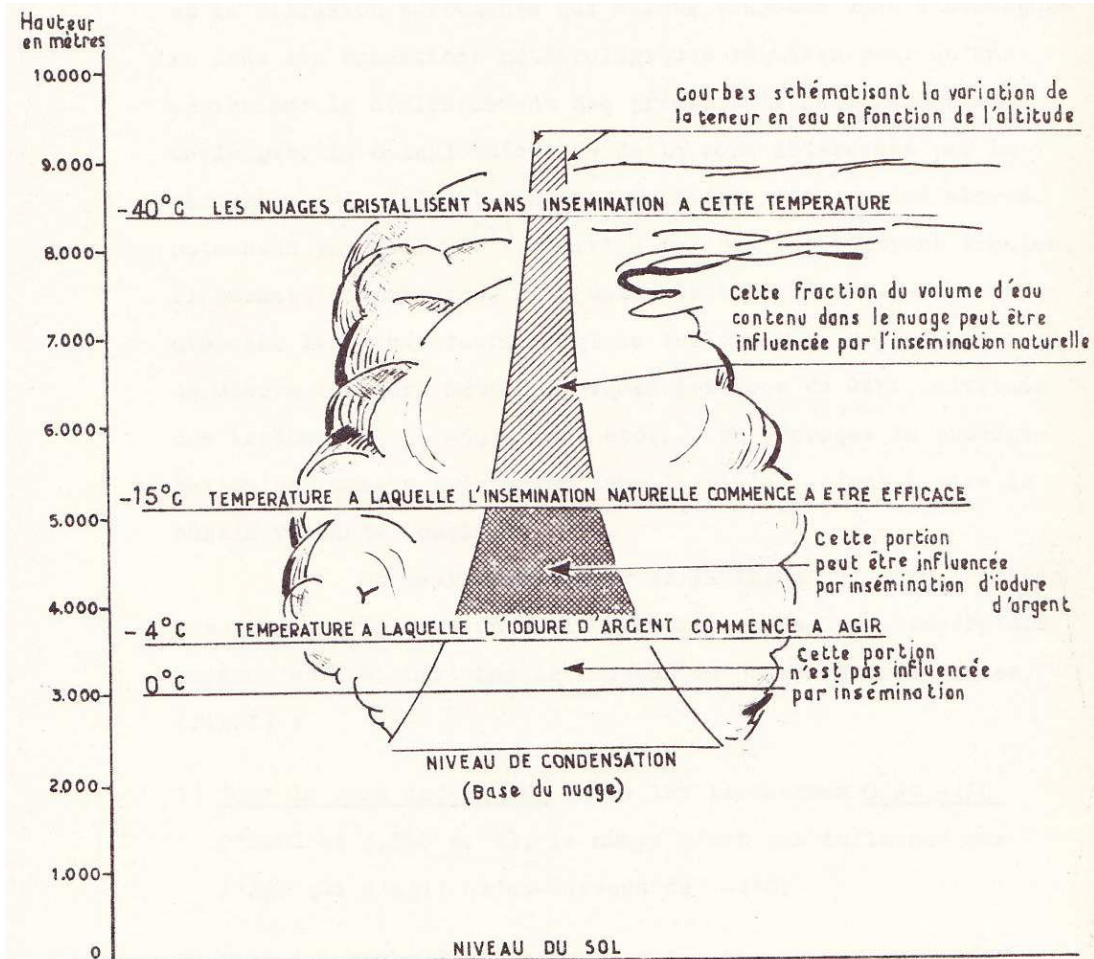 Hauteur
en mètres
10.000
Courbes schématisant la variation de
la teneur en eau en fonction de l'altitude
9.000
-40°C LES NUAGES CRISTALLISENT SANS INSEMINATION A CETTE TEMPERATURE
8.000
Cette fraction du volume d'eau
contenu dans le nuage peut être
influencée par l'insémination naturelle
7.000
6.000
-15°C TEMPERATURE A LAQUELLE L'INSEMINATION NATURELLE COMMENCE A ETRE EFFICACE
5.000
Cette portion
peut être influencée
par insémination d'iodure
d'argent
4.000
- 4°C TEMPERATURE A LAQUELLE L'IODURE D'ARGENT COMMENCE A AGIR
Cette portion
n'est pas influencée
par insémination
0°C
3.000
NIVEAU DE CONDENSATION
(Base du nuage)
2.000
1.000
0
NIVEAU DU SOL